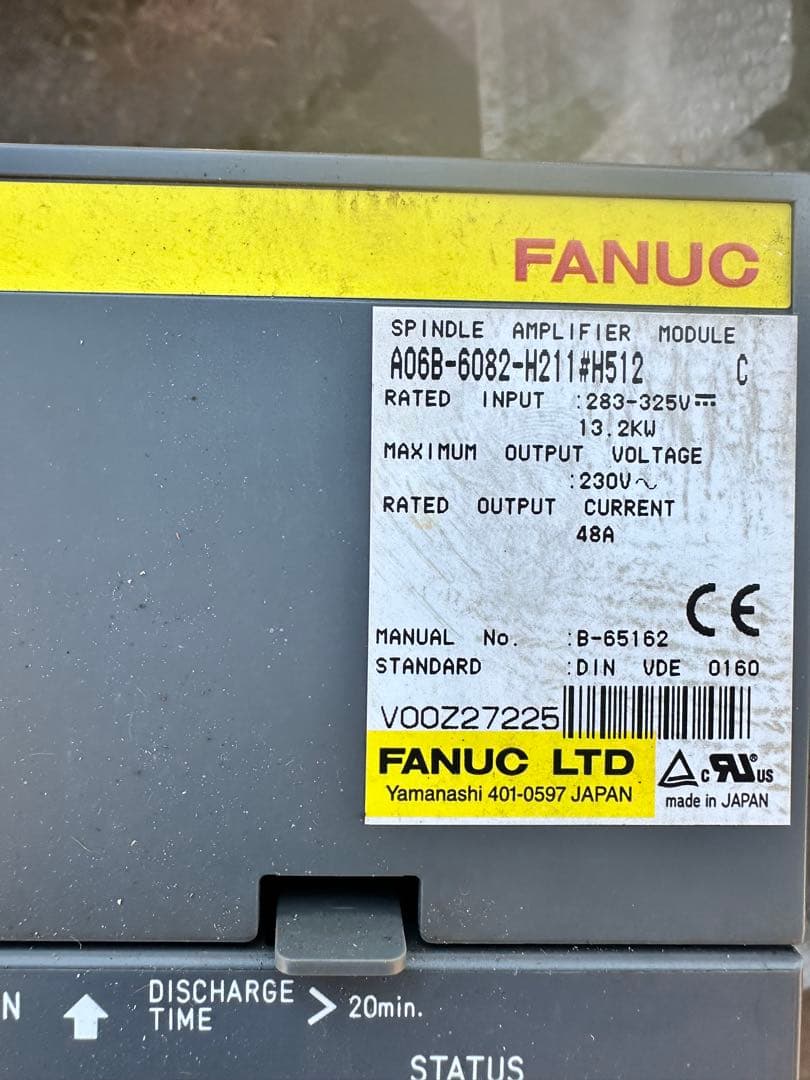 FANUC
SPINDLE AMPLIFIER MODULE
A06B-6082-H211#H512 C
RATED INPUT :283-325V⎓
13.2KW
MAXIMUM OUTPUT VOLTAGE
:230V~
RATED OUTPUT CURRENT
48A
CE
MANUAL No. :B-65162
STANDARD :DIN VDE 0160
V00Z27225
FANUC LTD
Yamanashi 401-0597 JAPAN
c RU® US
made in JAPAN
N
DISCHARGE
TIME
> 20min.
STATUS